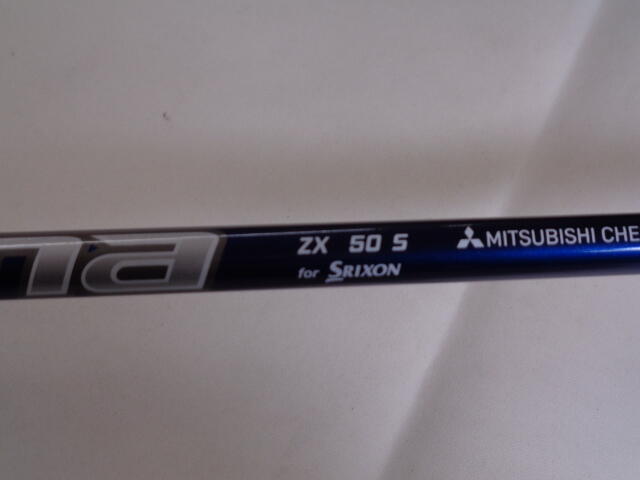 ZX 50 S
for SRIXON
MITSUBISHI CHE